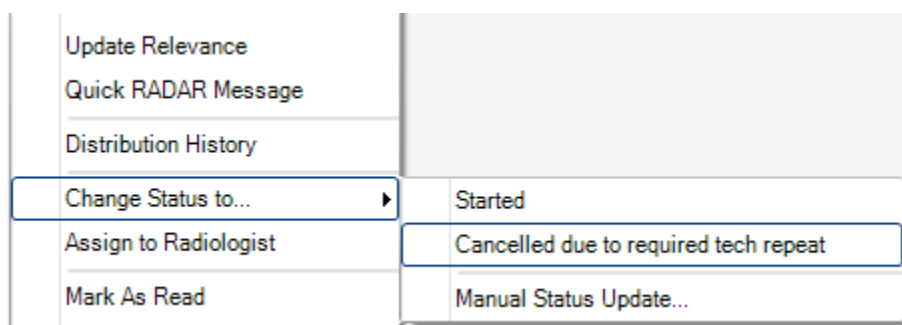 Update Relevance
Quick RADAR Message
Distribution History
Change Status to...
Started
Assign to Radiologist
Cancelled due to required tech repeat
Mark As Read
Manual Status Update...